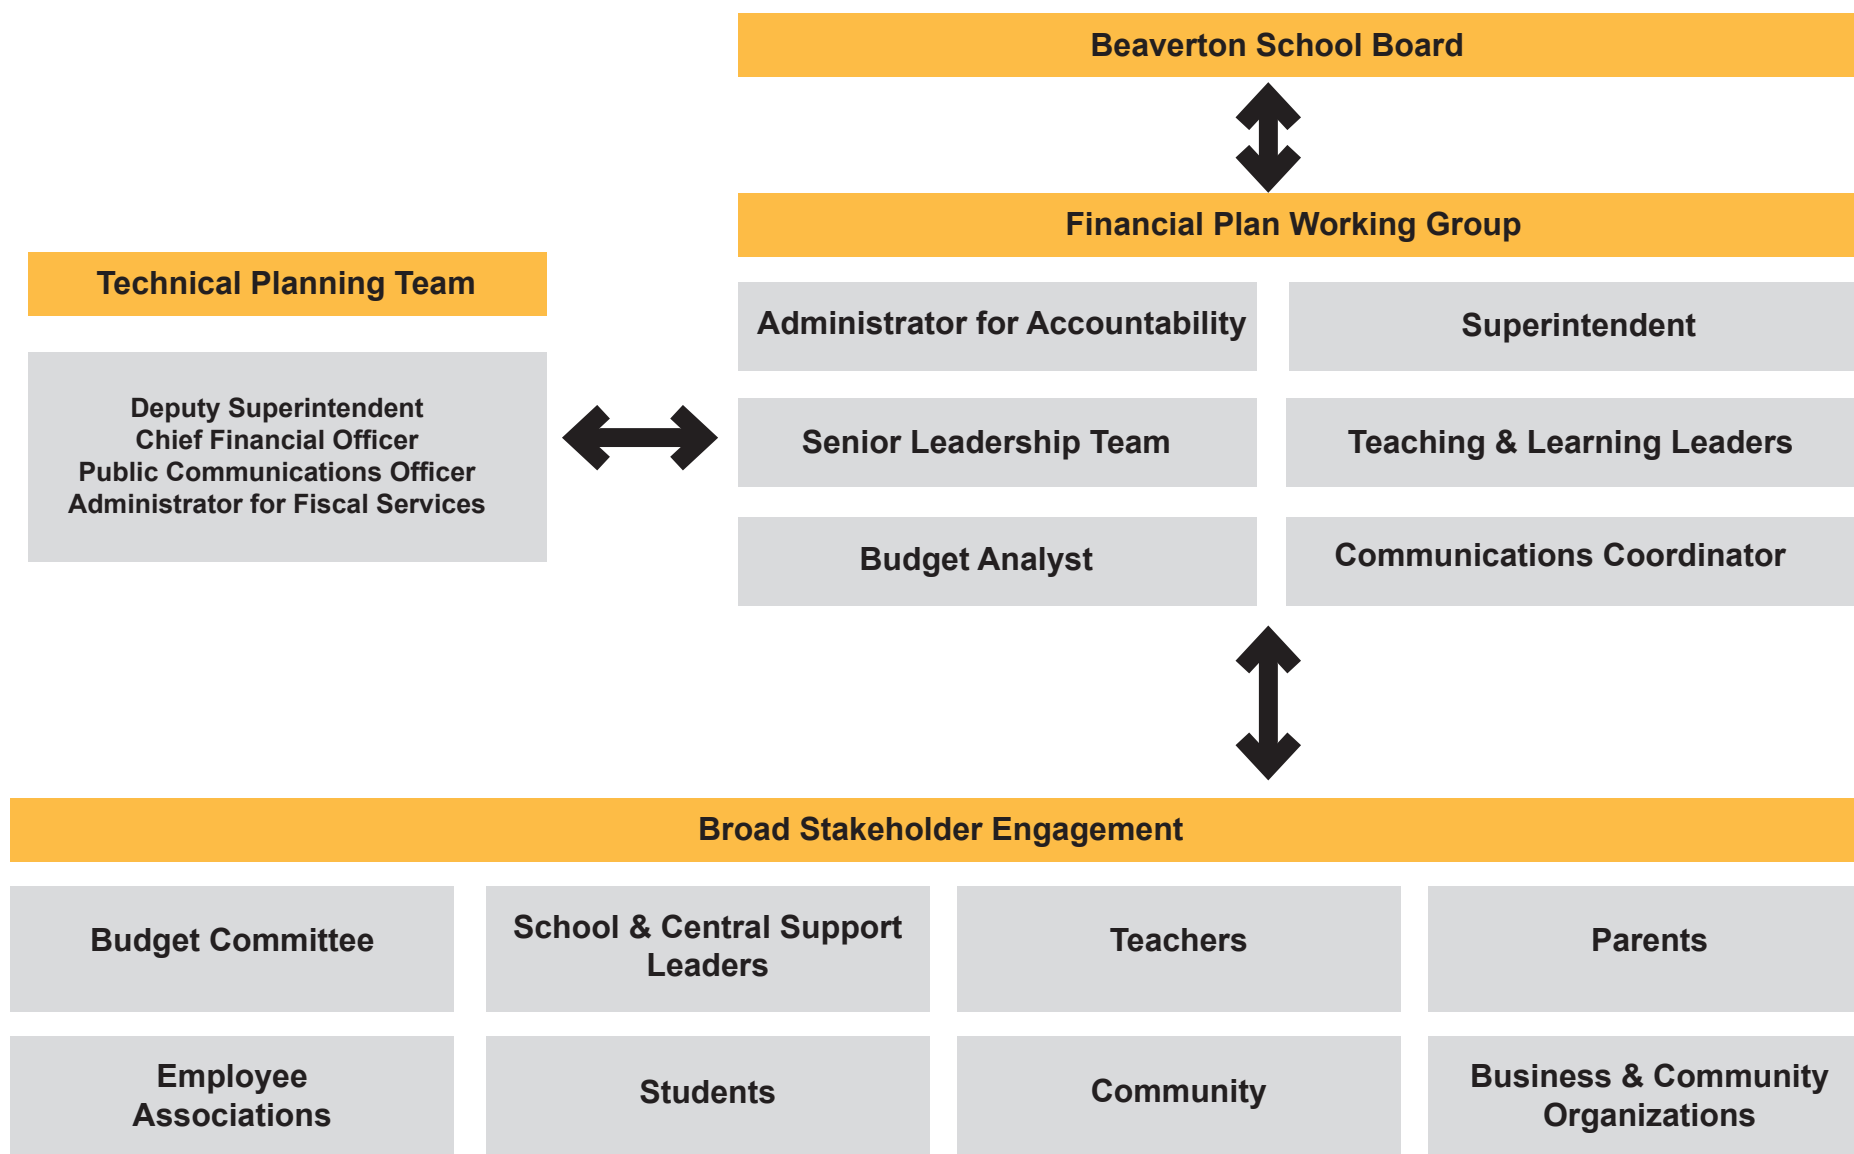 Beaverton School Board
Financial Plan Working Group
Technical Planning Team
Deputy Superintendent
Chief Financial Officer
Public Communications Officer
Administrator for Fiscal Services
Administrator for Accountability
Superintendent
Senior Leadership Team
Teaching & Learning Leaders
Budget Analyst
Communications Coordinator
Broad Stakeholder Engagement
Budget Committee
School & Central Support
Leaders
Teachers
Parents
Employee
Associations
Students
Community
Business & Community
Organizations